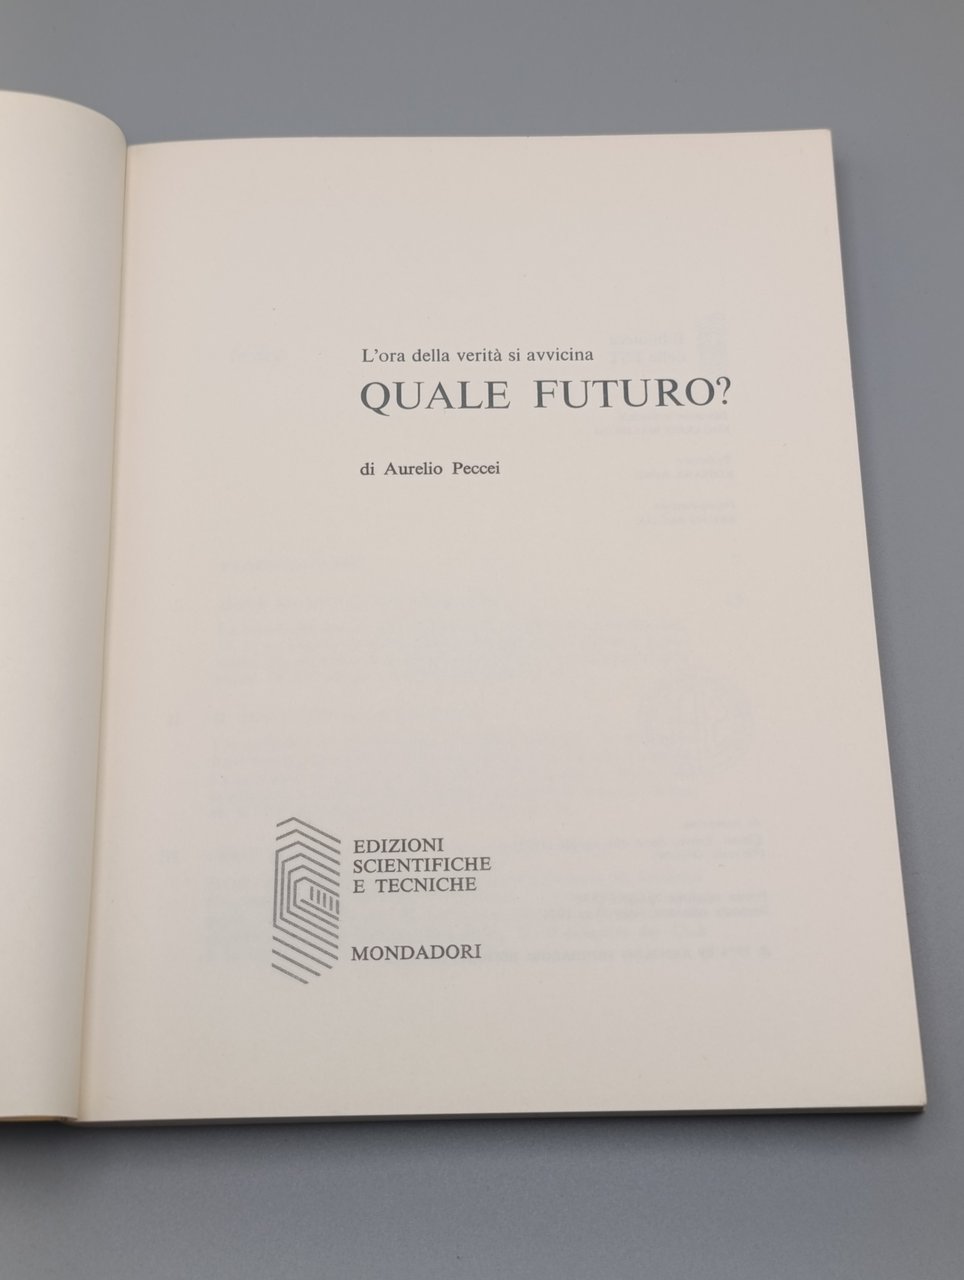 L'ora della verità si avvicina
QUALE FUTURO?
di Aurelio Peccei
EDIZIONI
SCIENTIFICHE
E TECNICHE
MONDADORI